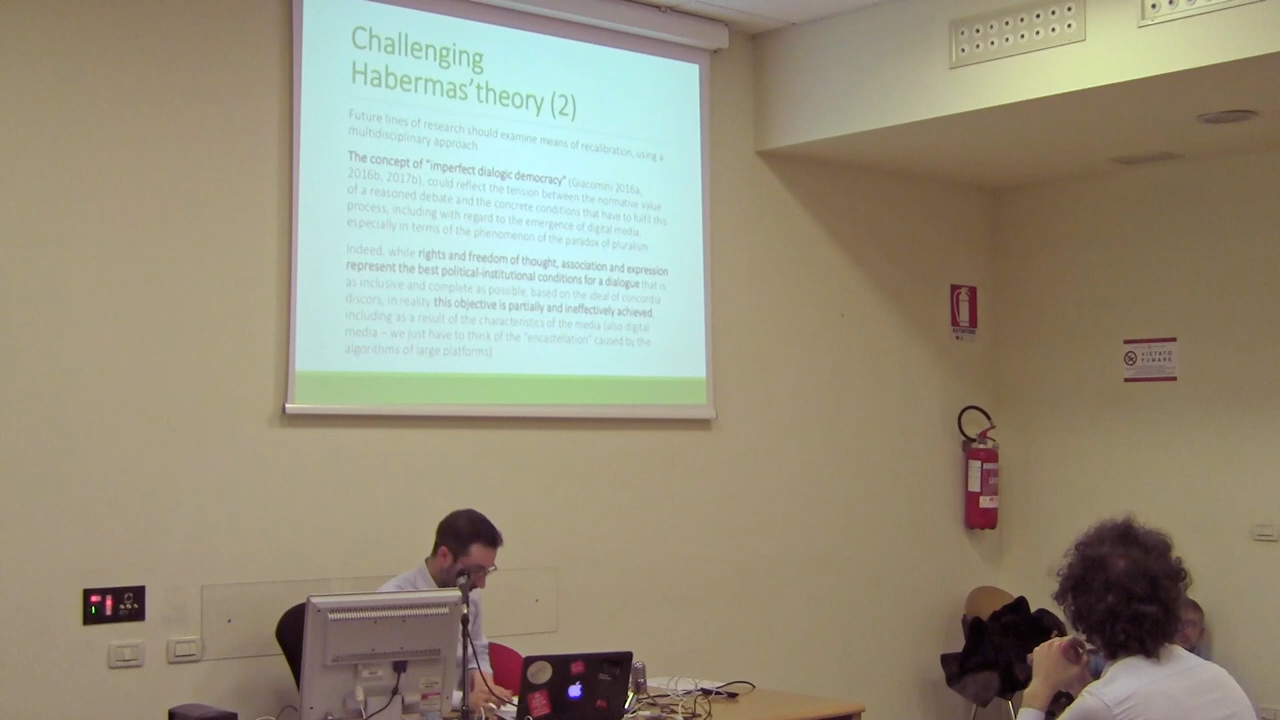 Challenging
Habermas'theory (2)
Future lines of research should examine means of recalibration, using a
multidisciplinary approach
The concept of "imperfect dialogic democracy" (Giacomini 2016a,
2016b, 2017b), could reflect the tension between the normative value
of a reasoned debate and the concrete conditions that have to fulfil this
process, including with regard to the emergence of digital media,
especially in terms of the phenomenon of the paradox of pluralism
Indeed, while rights and freedom of thought, association and expression
represent the best political-institutional conditions for a dialogue that is
as inclusive and complete as possible, based on the ideal of concordia
discors, in reality this objective is partially and ineffectively achieved,
including as a result of the characteristics of the media (also digital
media – we just have to think of the "encastellation" caused by the
algorithms of large platforms)
ESTINTORE
VIETATO
FUMARE